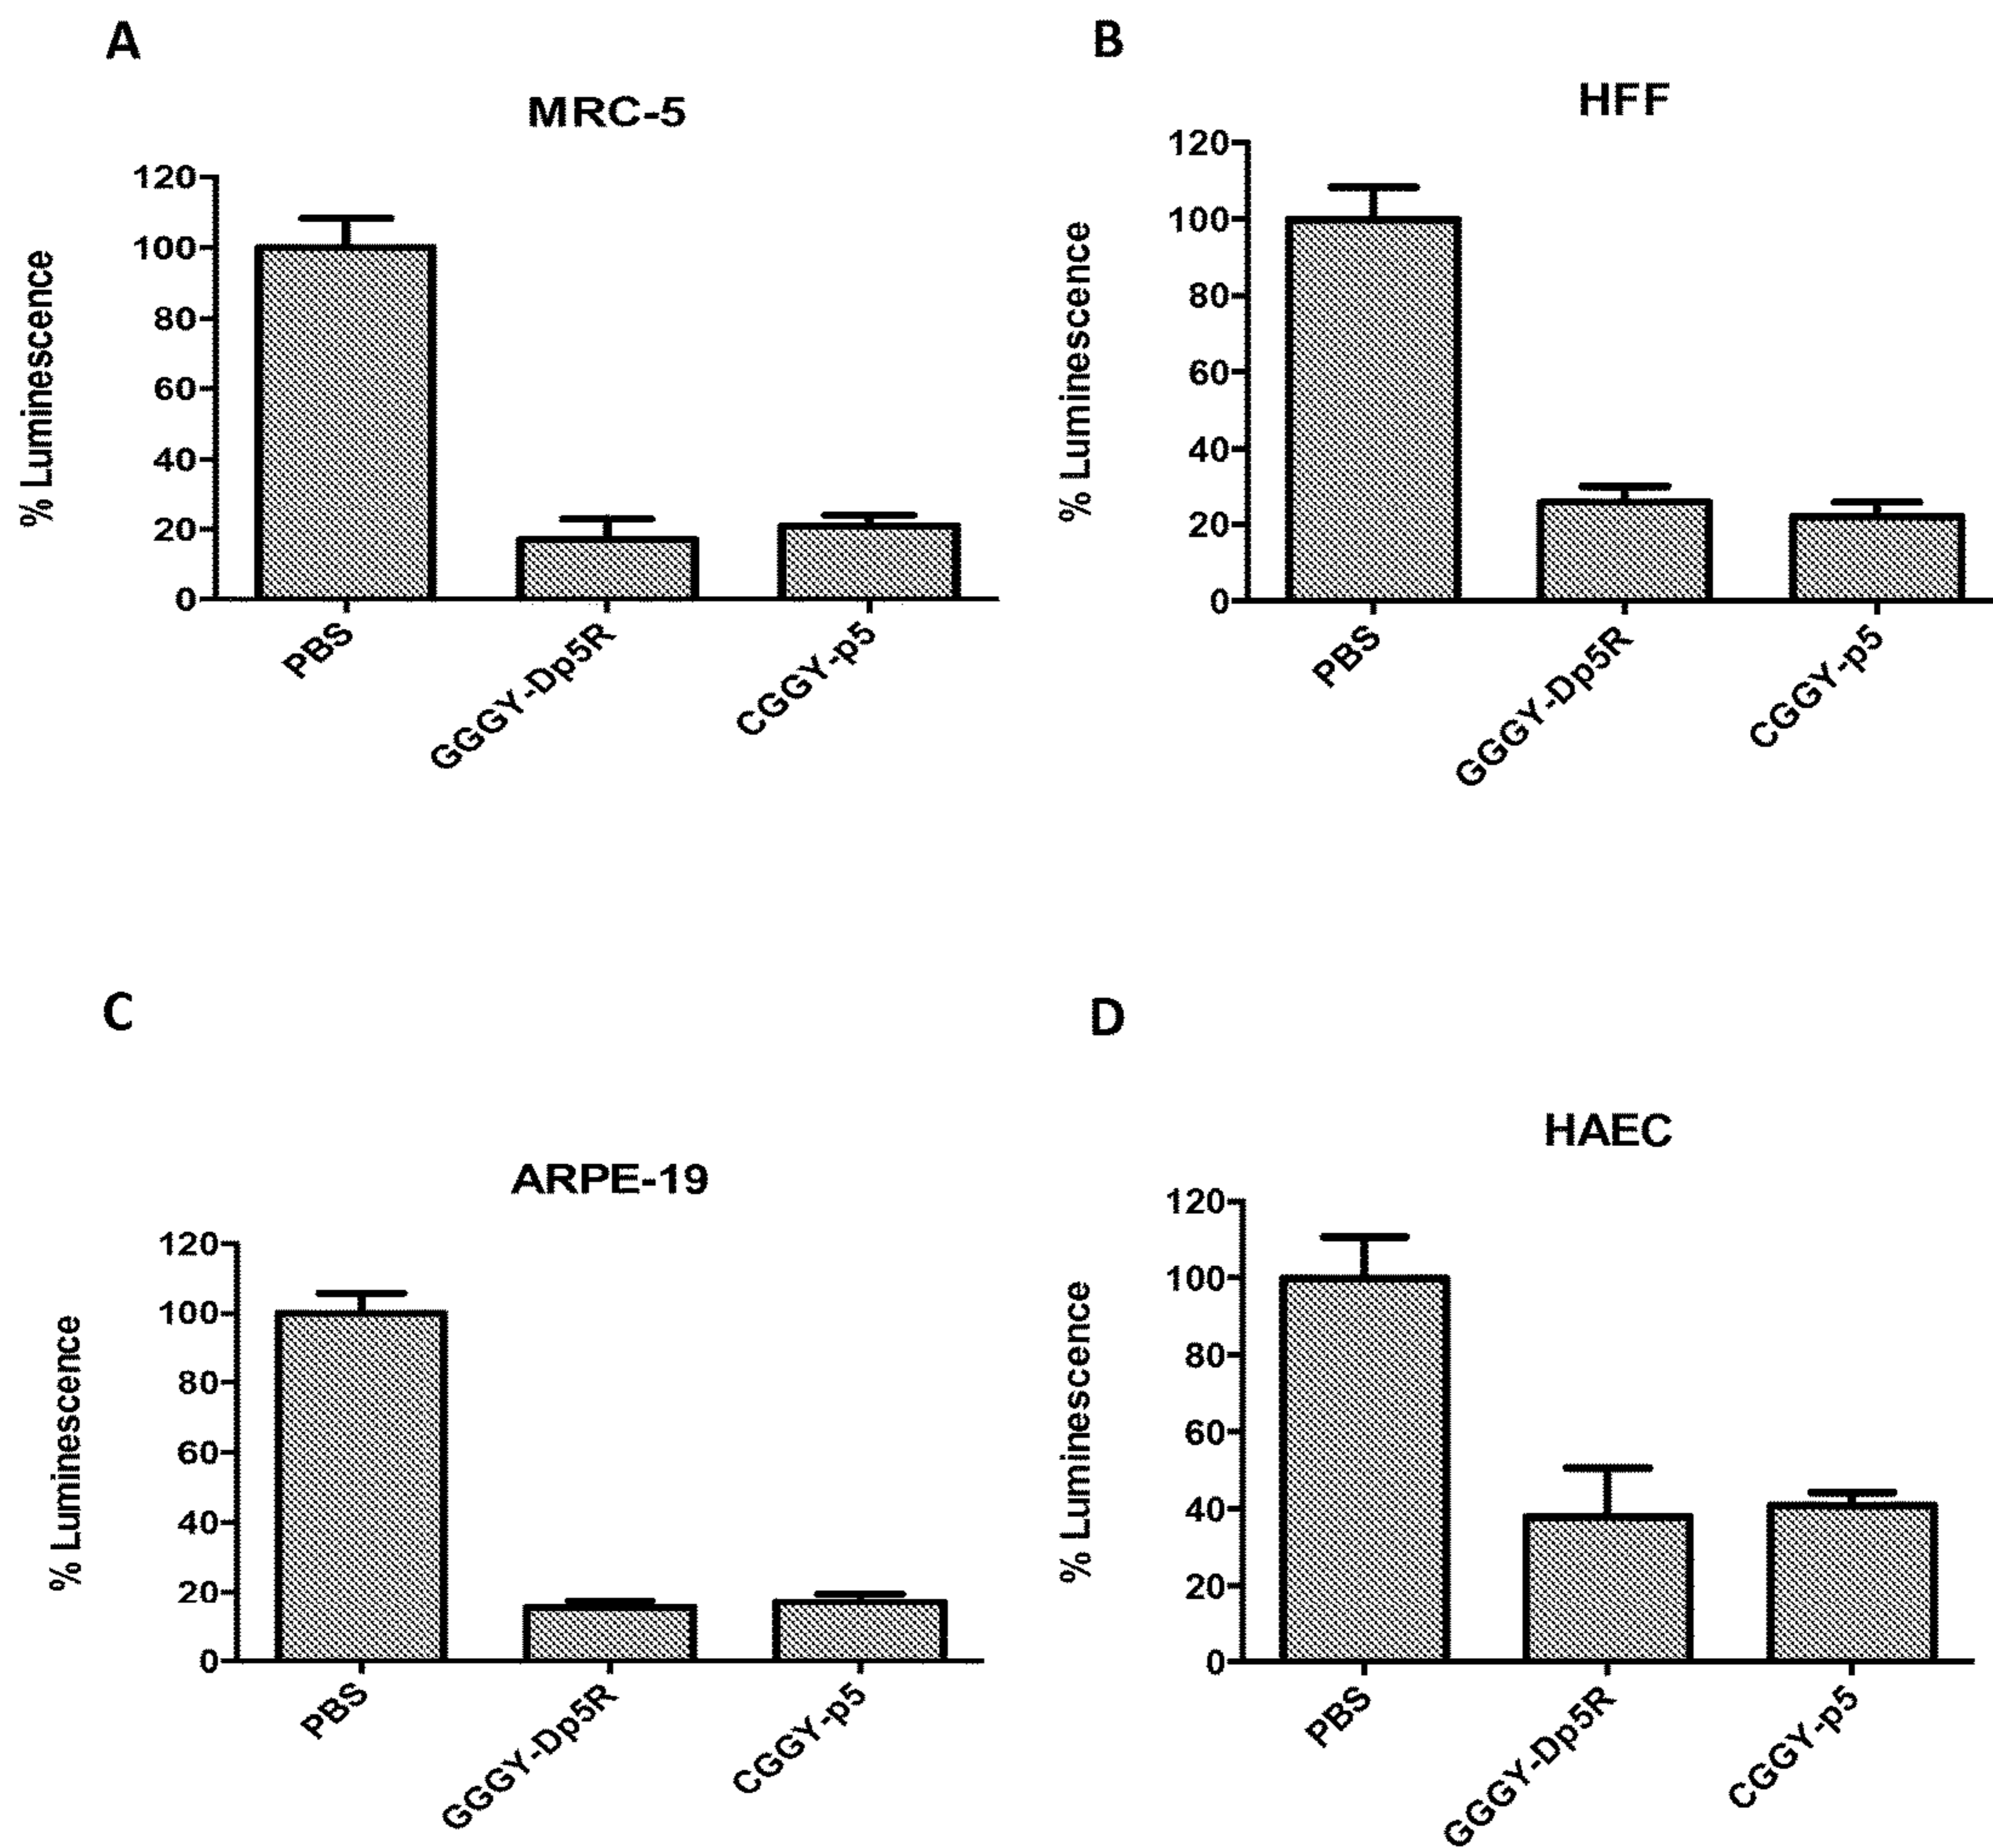 A
MRC-5
% Luminescence
120
100
80
60
40
20
0
PBS
GGGY-Dp5R
CGGY-p5
B
HFF
% Luminescence
120
100
80
60
40
20
0
PBS
GGGY-Dp5R
CGGY-p5
C
ARPE-19
% Luminescence
120
100
80
60
40
20
0
PBS
GGGY-Dp5R
CGGY-p5
D
HAEC
% Luminescence
120
100
80
60
40
20
0
PBS
GGGY-Dp5R
CGGY-p5